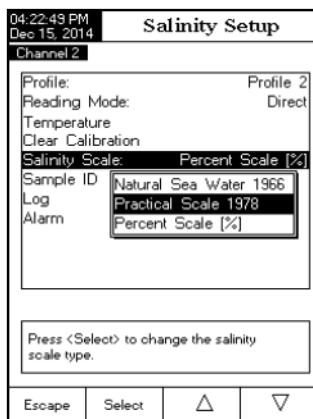 04:22:49 PM
Dec 15, 2014
Salinity Setup
Channel 2
Profile: Profile 2
Reading Mode: Direct
Temperature
Clear Calibration
Salinity Scale: Percent Scale [%]
Sample ID
Natural Sea Water 1966
Log
Practical Scale 1978
Alarm
Percent Scale [%]
Press <Select> to change the salinity
scale type.
Escape Select △ ▽